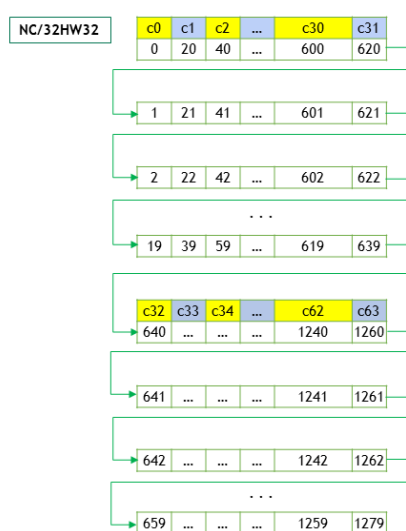 NC/32HW32
c0 c1 c2 ... c30 c31
0 20 40 ... 600 620
1 21 41 ... 601 621
2 22 42 ... 602 622
...
19 39 59 ... 619 639
c32 c33 c34 ... c62 c63
640 ... ... ... 1240 1260
641 ... ... ... 1241 1261
642 ... ... ... 1242 1262
...
659 ... ... ... 1259 1279